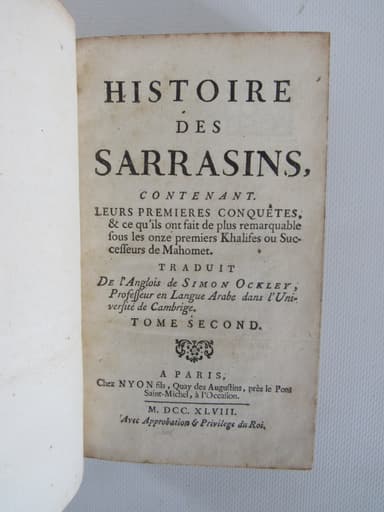 HISTOIRE
DES
SARRASINS,
CONTENANT.
LEURS PREMIERES CONQUÊTES,
& ce qu'ils ont fait de plus remarquable
sous les onze premiers Khalifes ou Suc-
cesseurs de Mahomet.
TRADUIT
De l'Anglois de SIMON OCKLEY,
Professeur en Langue Arabe dans l'Uni-
versité de Cambrige.
TOME SECOND.
A PARIS,
Chez NYON fils, Quay des Augustins, près le Pont
Saint-Michel, à l'Occasion.
M. DCC. XLVIII.
Avec Approbation & Privilege du Roi.